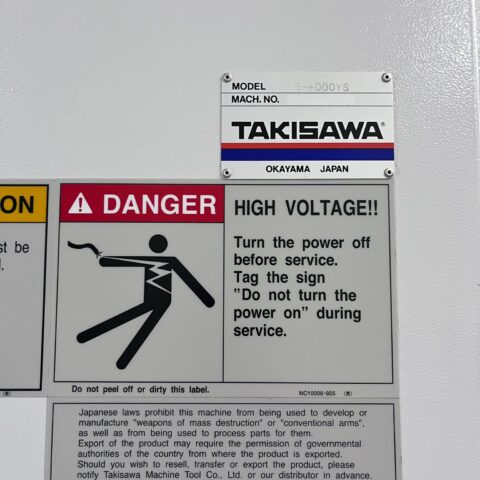 MODEL
MACH. NO.
TAKISAWA®
OKAYAMA JAPAN
ON
st be
DANGER
HIGH VOLTAGE!!
Turn the power off
before service.
Tag the sign
"Do not turn the
power on" during
service.
Do not peel off or dirty this label.
NC10006-805
Japanese laws prohibit this machine from being used to develop or
manufacture "weapons of mass destruction" or "conventional arms",
as well as from being used to process parts for them.
Export of the product may require the permission of governmental
authorities of the country from where the product is exported.
Should you wish to resell, transfer or export the product, please
notify Takisawa Machine Tool Co., Ltd. or our distributor in advance.